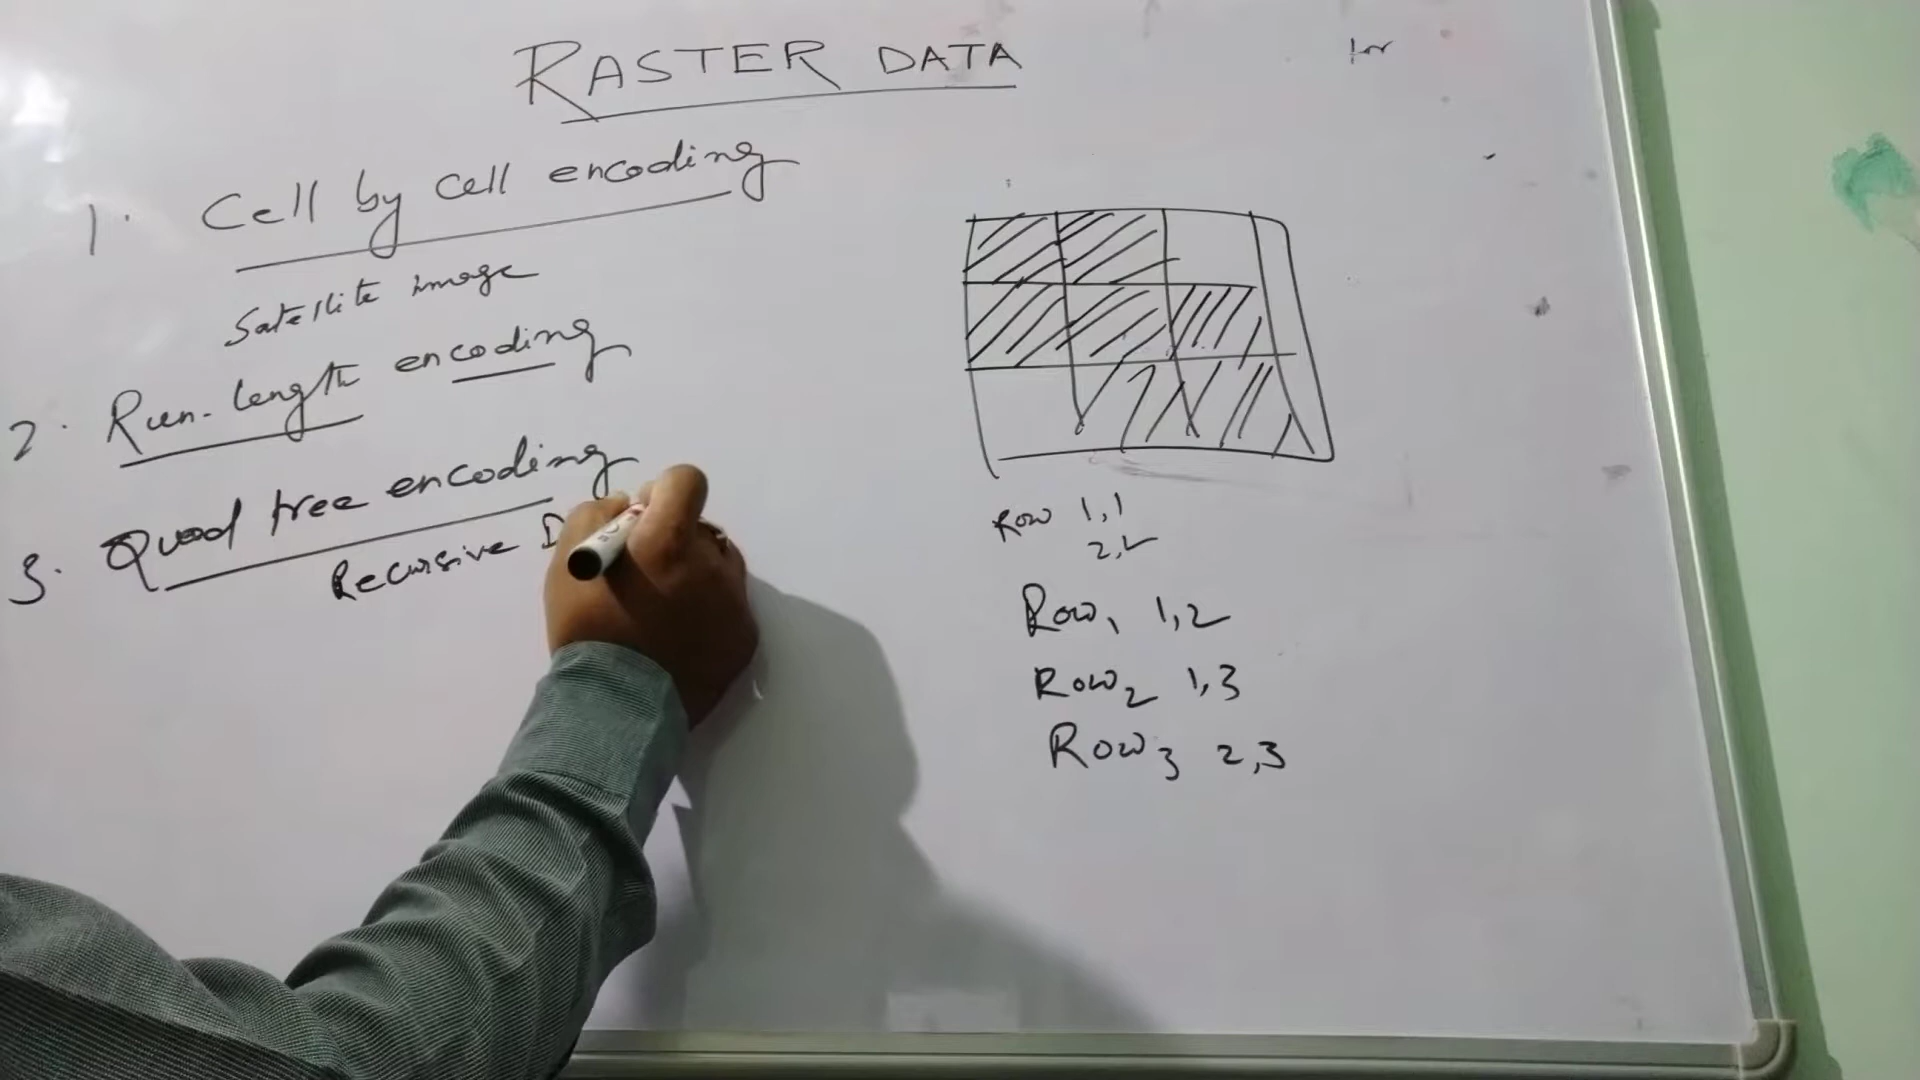 RASTER DATA
1. Cell by cell encoding
Satellite image
2. Run-length encoding
3. Quad tree encoding
Recursive D
Row 1,1
2,2
Row1 1,2
Row2 1,3
Row3 2,3